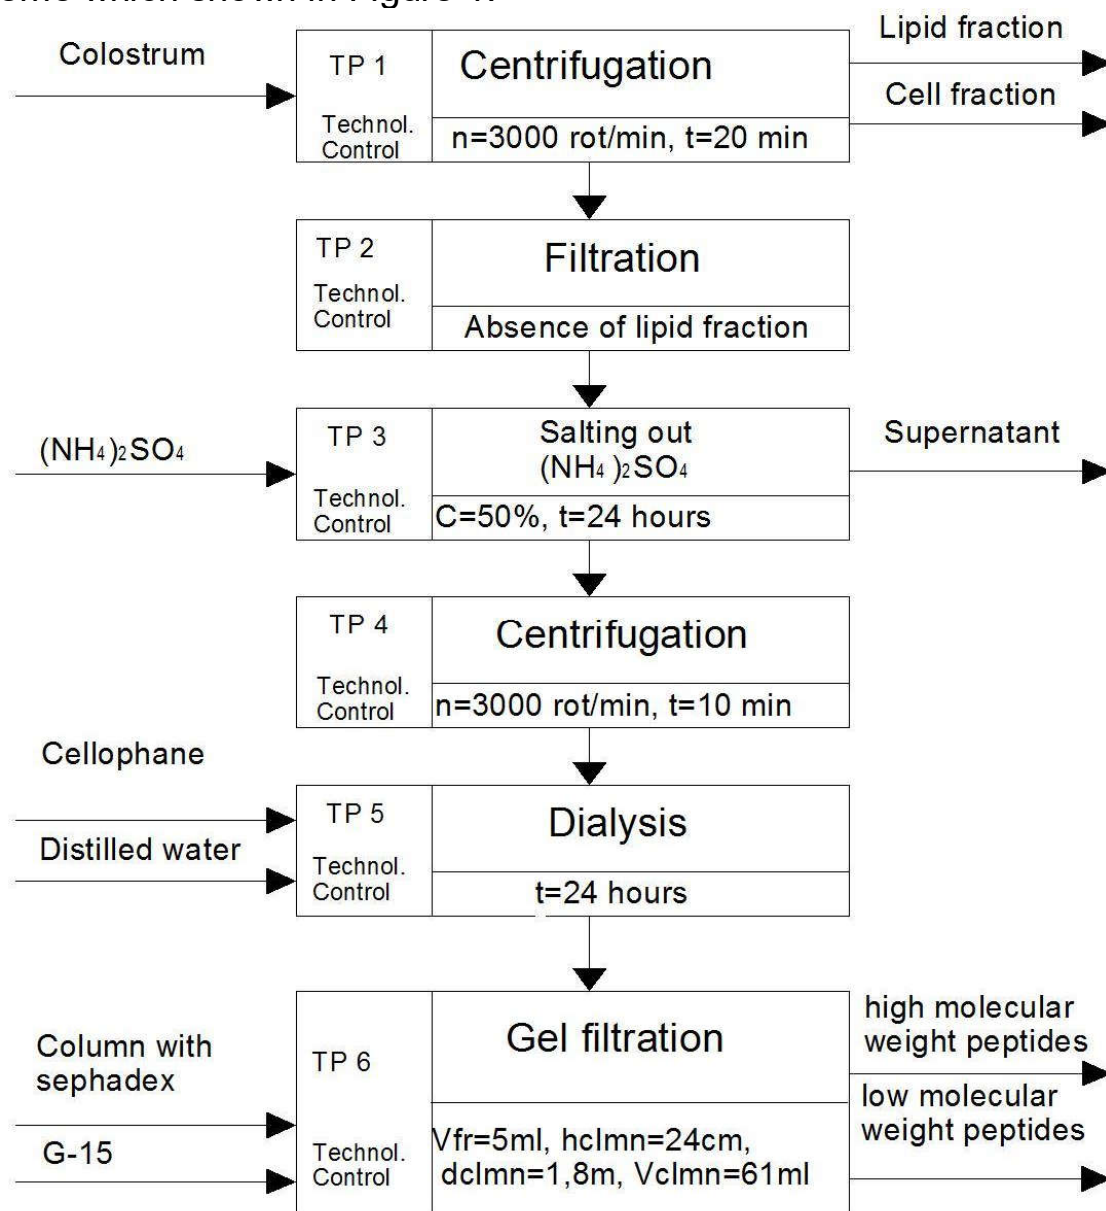 Colostrum
TP 1
Technol.
Control
Centrifugation
n=3000 rot/min, t=20 min
Lipid fraction
Cell fraction
TP 2
Technol.
Control
Filtration
Absence of lipid fraction
(NH₄)₂SO₄
TP 3
Technol.
Control
Salting out
(NH₄)₂SO₄
C=50%, t=24 hours
Supernatant
TP 4
Technol.
Control
Centrifugation
n=3000 rot/min, t=10 min
Cellophane
Distilled water
TP 5
Technol.
Control
Dialysis
t=24 hours
Column with
sephadex
G-15
TP 6
Technol.
Control
Gel filtration
Vfr=5ml, hclmn=24cm,
dclmn=1,8m, Vclmn=61ml
high molecular
weight peptides
low molecular
weight peptides